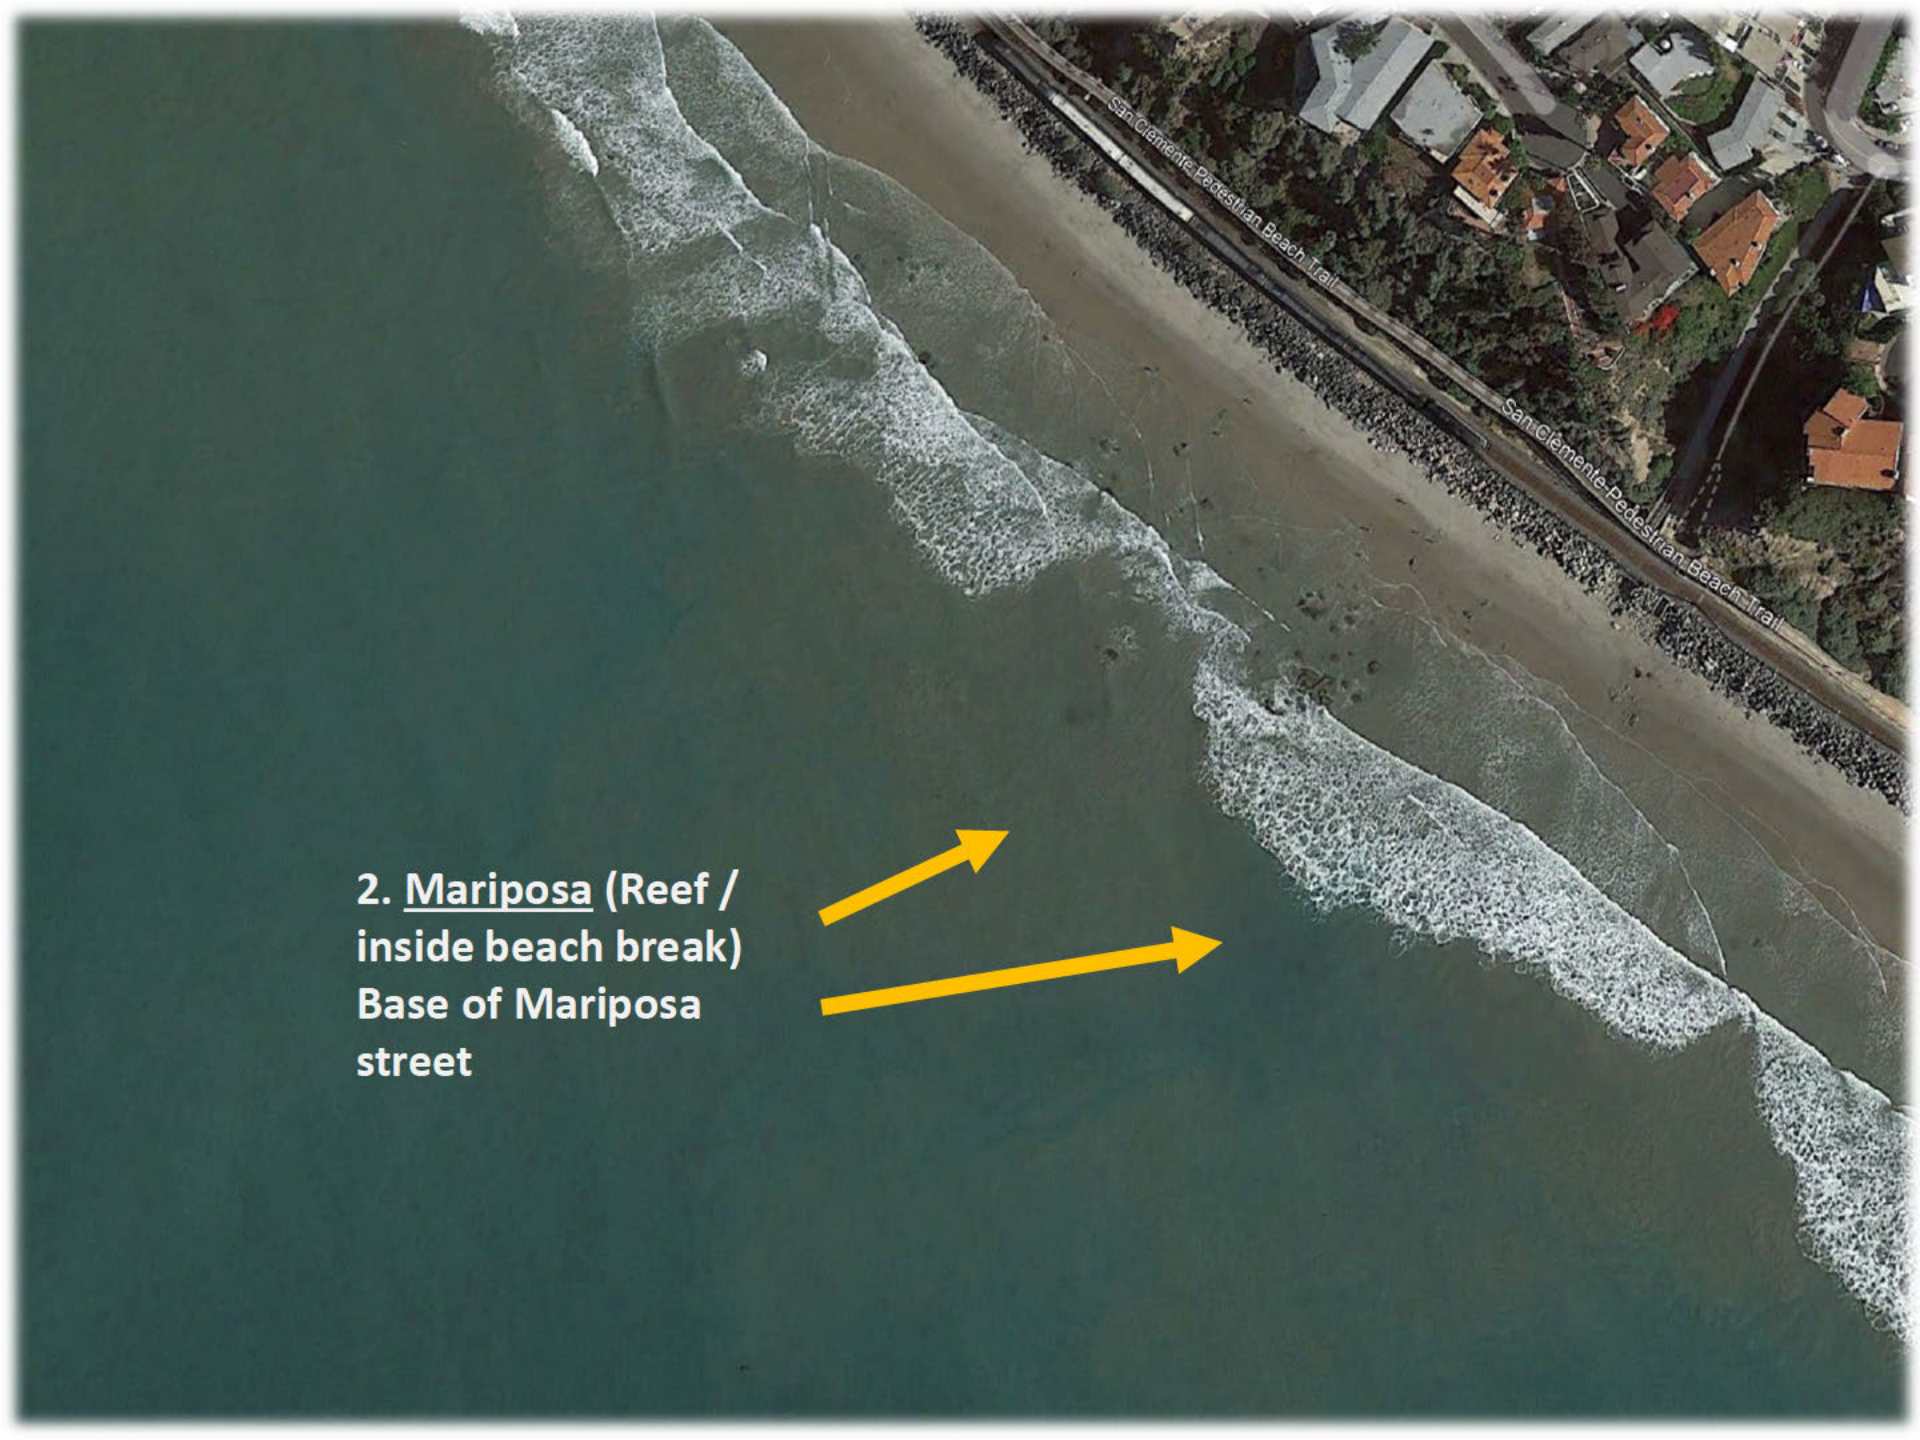 San Clemente Pedestrian Beach Trail
San Clemente Pedestrian Beach Trail
2. Mariposa (Reef /
inside beach break)
Base of Mariposa
street